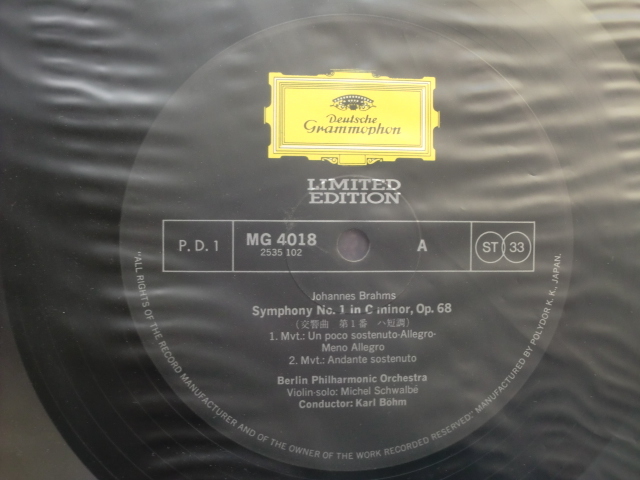 Deutsche
Grammophon
LIMITED
EDITION
P. D. 1
MG 4018
2535 102
A
ST 33
Johannes Brahms
Symphony No. 1 in C minor, Op. 68
(交響曲 第1番 ハ短調)
1. Mvt.: Un poco sostenuto-Allegro-
Meno Allegro
2. Mvt.: Andante sostenuto
Berlin Philharmonic Orchestra
Violin-solo: Michel Schwalbé
Conductor: Karl Böhm
"ALL RIGHTS OF THE RECORD MANUFACTURER AND OF THE OWNER OF THE WORK RECORDED RESERVED" MANUFACTURED BY POLYDOR K. K., JAPAN.